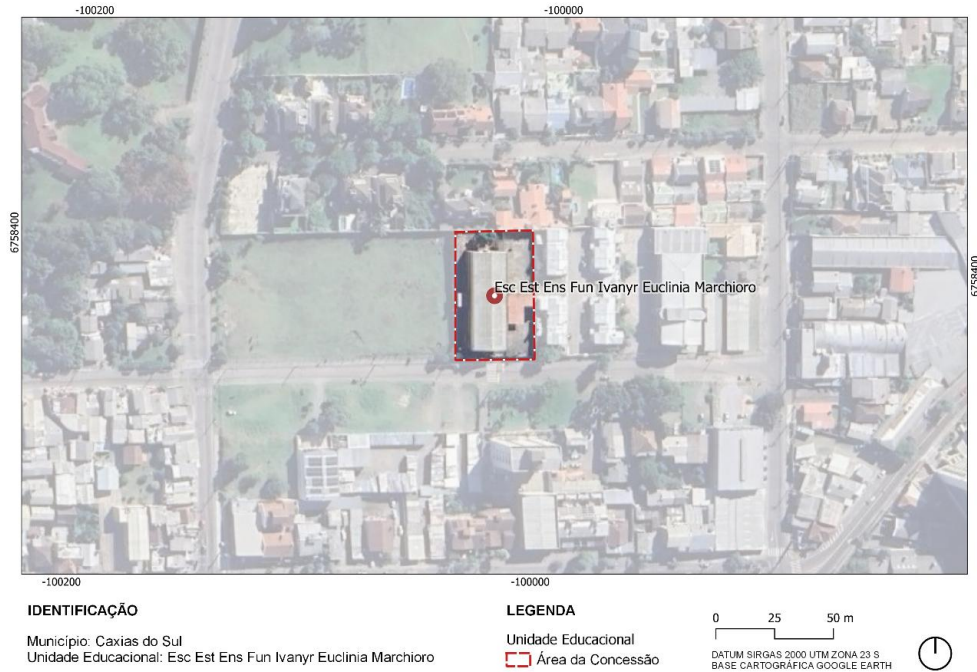 -100200
-100000
6758400
6758400
Esc Est Ens Fun Ivanyr Euclinia Marchioro
-100200
-100000
IDENTIFICAÇÃO
Município: Caxias do Sul
Unidade Educacional: Esc Est Ens Fun Ivanyr Euclinia Marchioro
LEGENDA
Unidade Educacional
Área da Concessão
0 25 50 m
DATUM SIRGAS 2000 UTM ZONA 23 S
BASE CARTOGRÁFICA GOOGLE EARTH